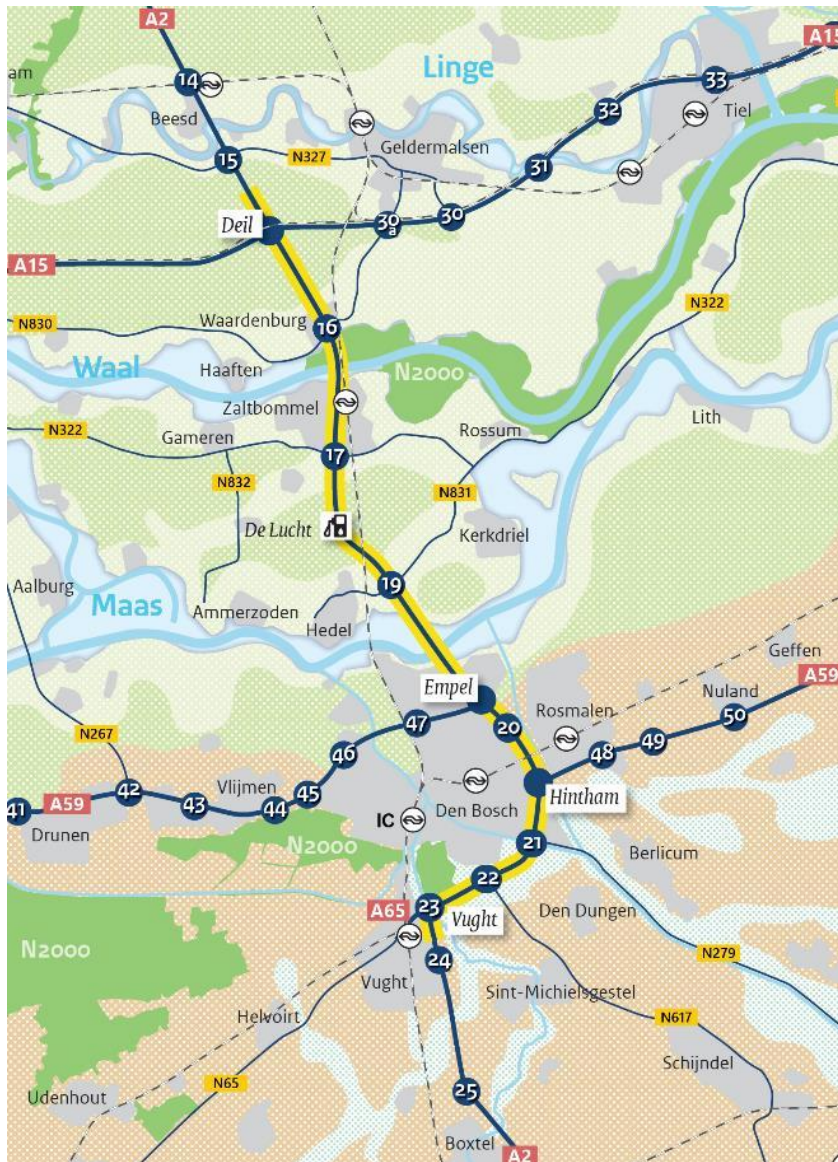 A2
A15
Linge
am
14
33
32
Tiel
Beesd
Geldermalsen
15
N327
31
Deil
30
a
30
A15
N322
N830
Waardenburg
16
Waal
Haaften
N2000
Zaltbommel
Lith
N322
Gameren
Rossum
17
N832
N831
De Lucht
Kerkdriel
Aalburg
19
Maas
Ammerzoden
Hedel
Geffen
Empel
A59
Nuland
47
20
Rosmalen
50
N267
46
48
49
42
Vlijmen
45
Den Bosch
Hintham
41
A59
43
44
Drunen
IC
N2000
21
Berlicum
22
A65
23
Vught
Den Dungen
N2000
24
N279
Vught
Sint-Michielsgestel
Helvoirt
N617
Schijndel
N65
25
Udenhout
Boxtel
A2